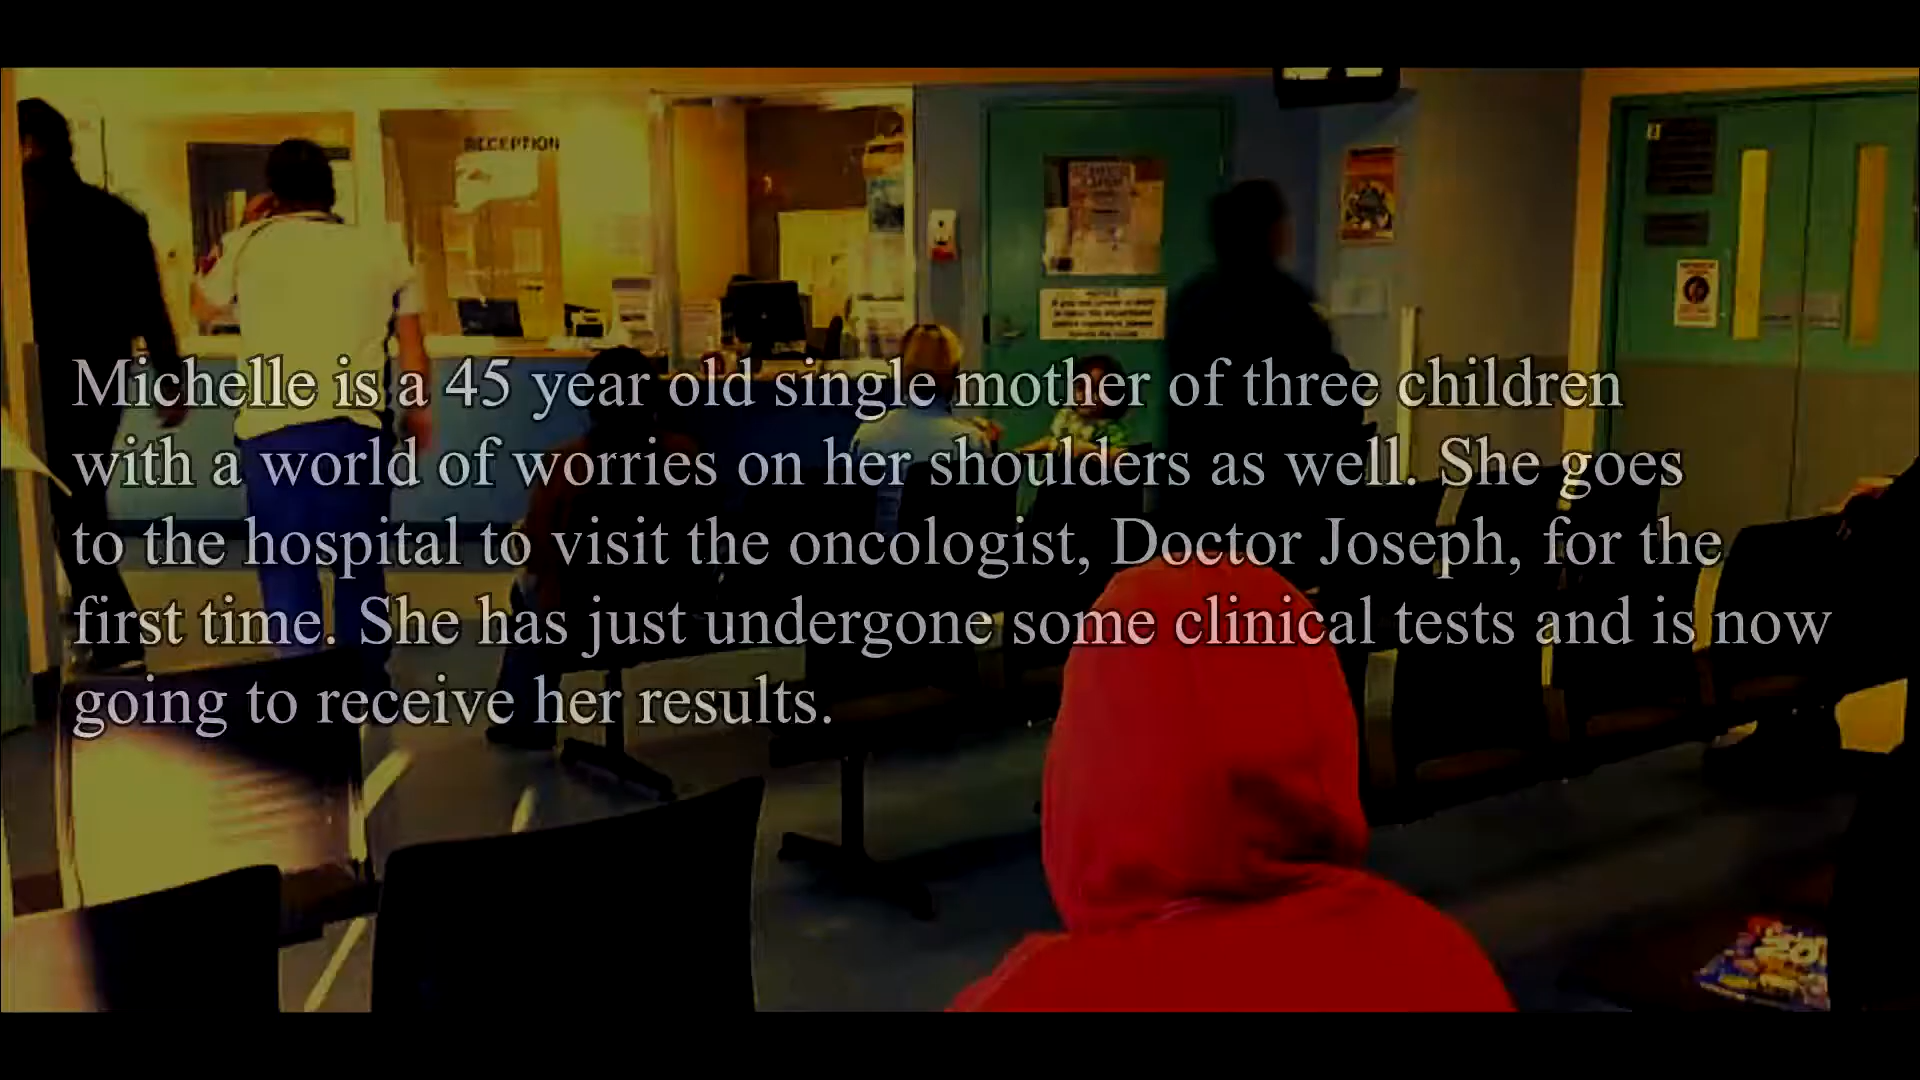 RECEPTION
Michelle is a 45 year old single mother of three children
with a world of worries on her shoulders as well. She goes
to the hospital to visit the oncologist, Doctor Joseph, for the
first time. She has just undergone some clinical tests and is now
going to receive her results.